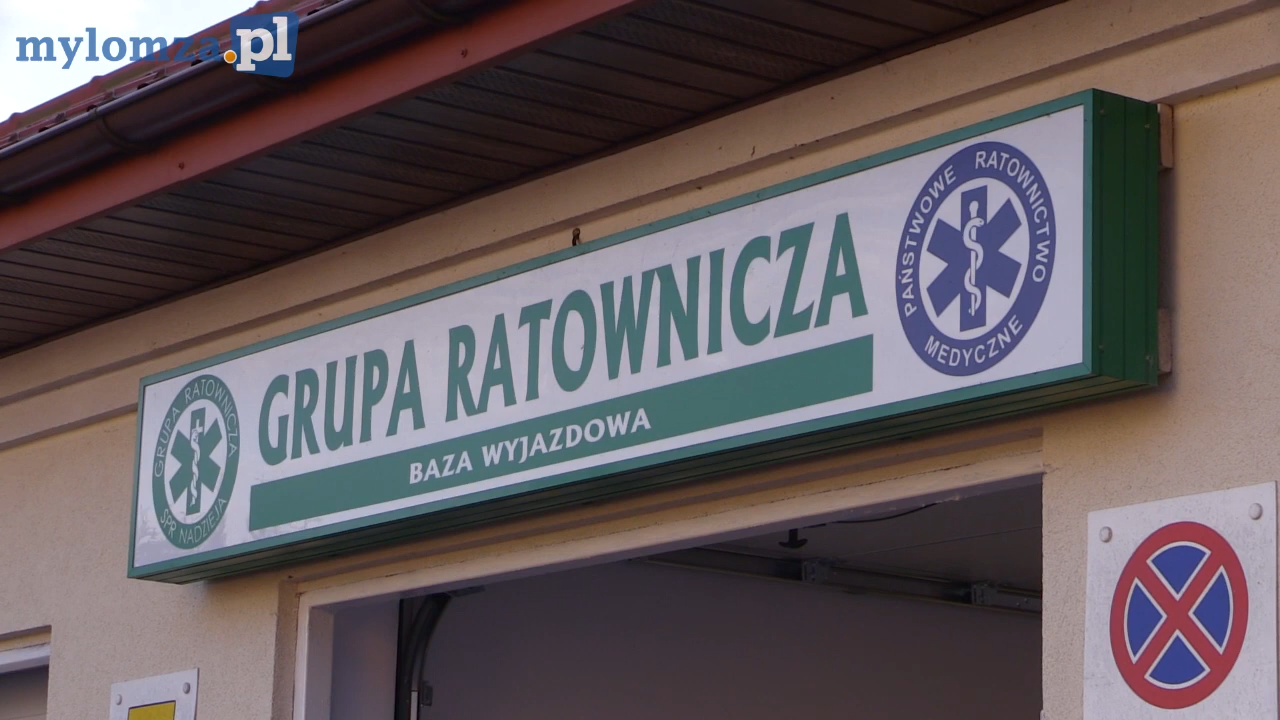 mylomza.pl
GRUPA RATOWNICZA
BAZA WYJAZDOWA
GRUPA RATOWNICZA
SPR NADZIEJA
PAŃSTWOWE RATOWNICTWO
MEDYCZNE